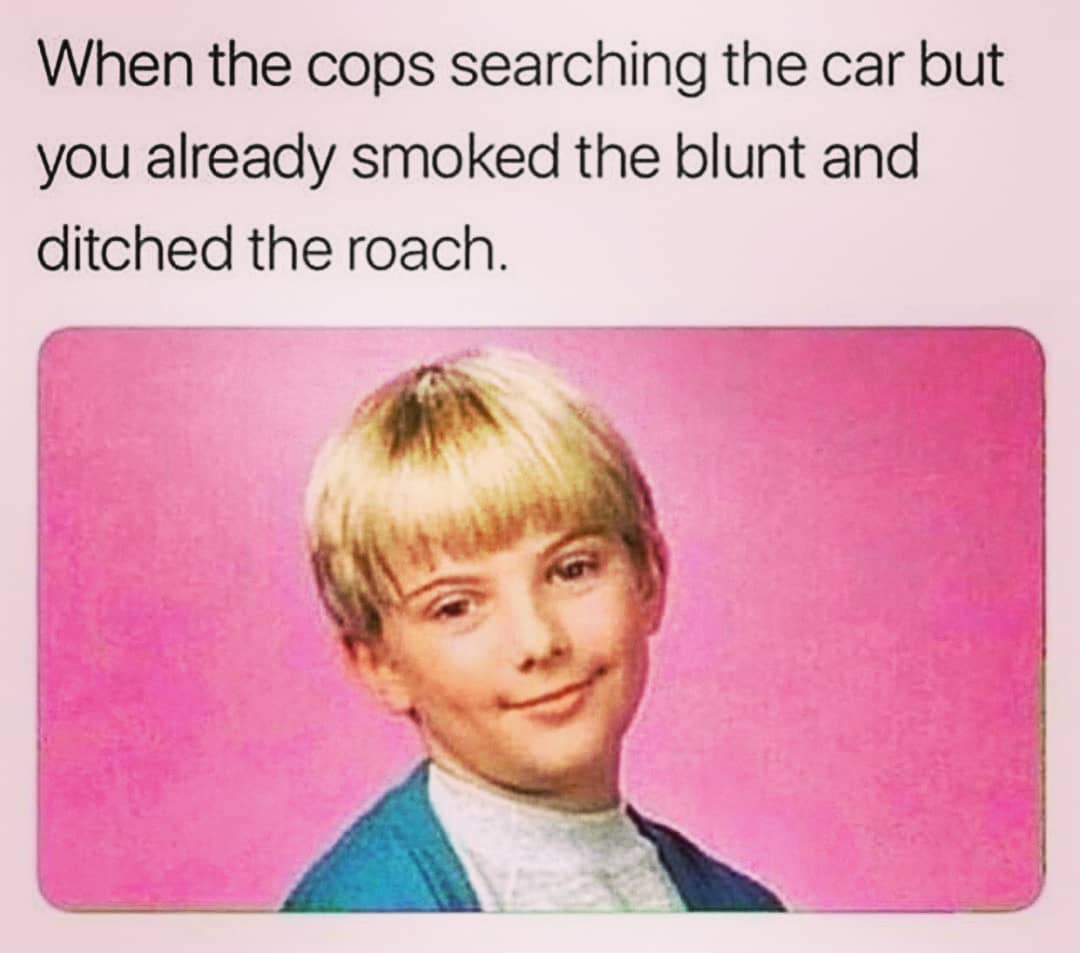 When the cops searching the car but
you already smoked the blunt and
ditched the roach.